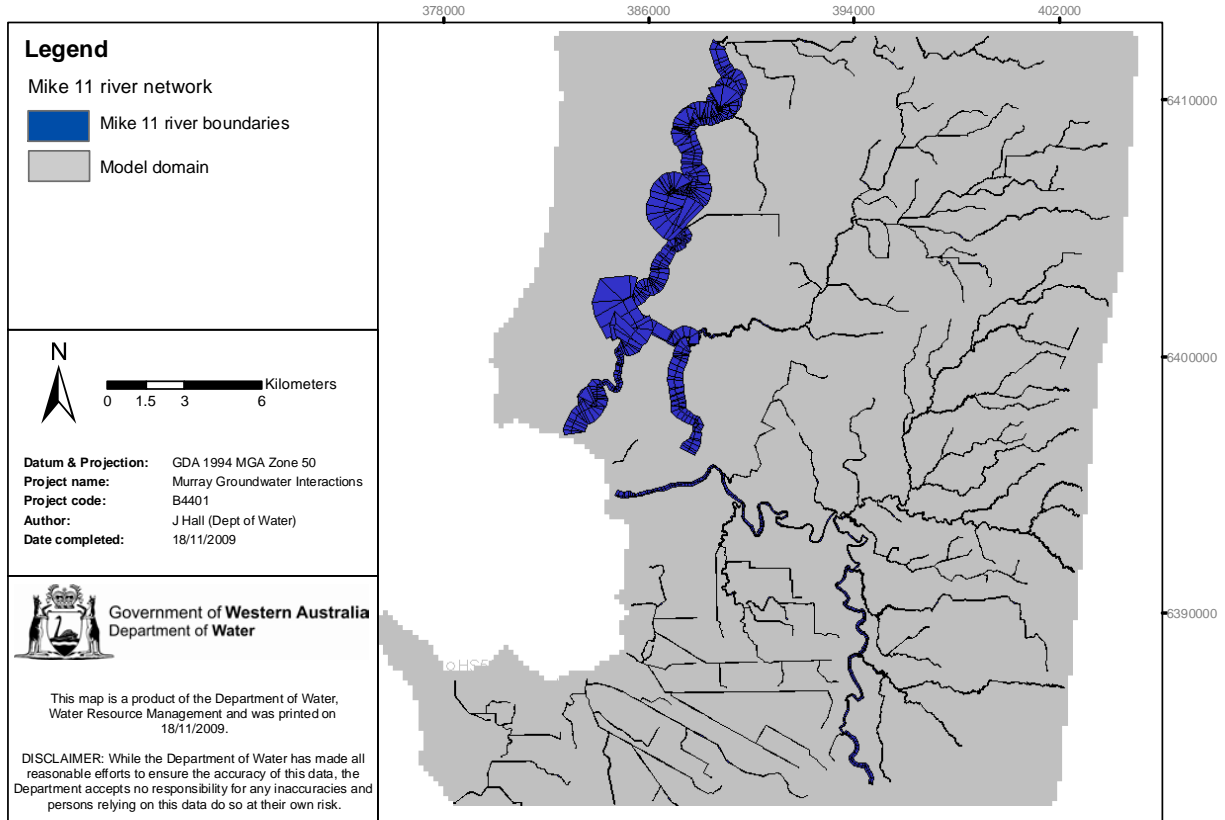 378000
386000
394000
402000
Legend
Mike 11 river network
Mike 11 river boundaries
Model domain
6410000
6400000
6390000
N
Kilometers
0 1.5 3 6
Datum & Projection: GDA 1994 MGA Zone 50
Project name: Murray Groundwater Interactions
Project code: B4401
Author: J Hall (Dept of Water)
Date completed: 18/11/2009
Government of Western Australia
Department of Water
This map is a product of the Department of Water,
Water Resource Management and was printed on
18/11/2009.
DISCLAIMER: While the Department of Water has made all
reasonable efforts to ensure the accuracy of this data, the
Department accepts no responsibility for any inaccuracies and
persons relying on this data do so at their own risk.